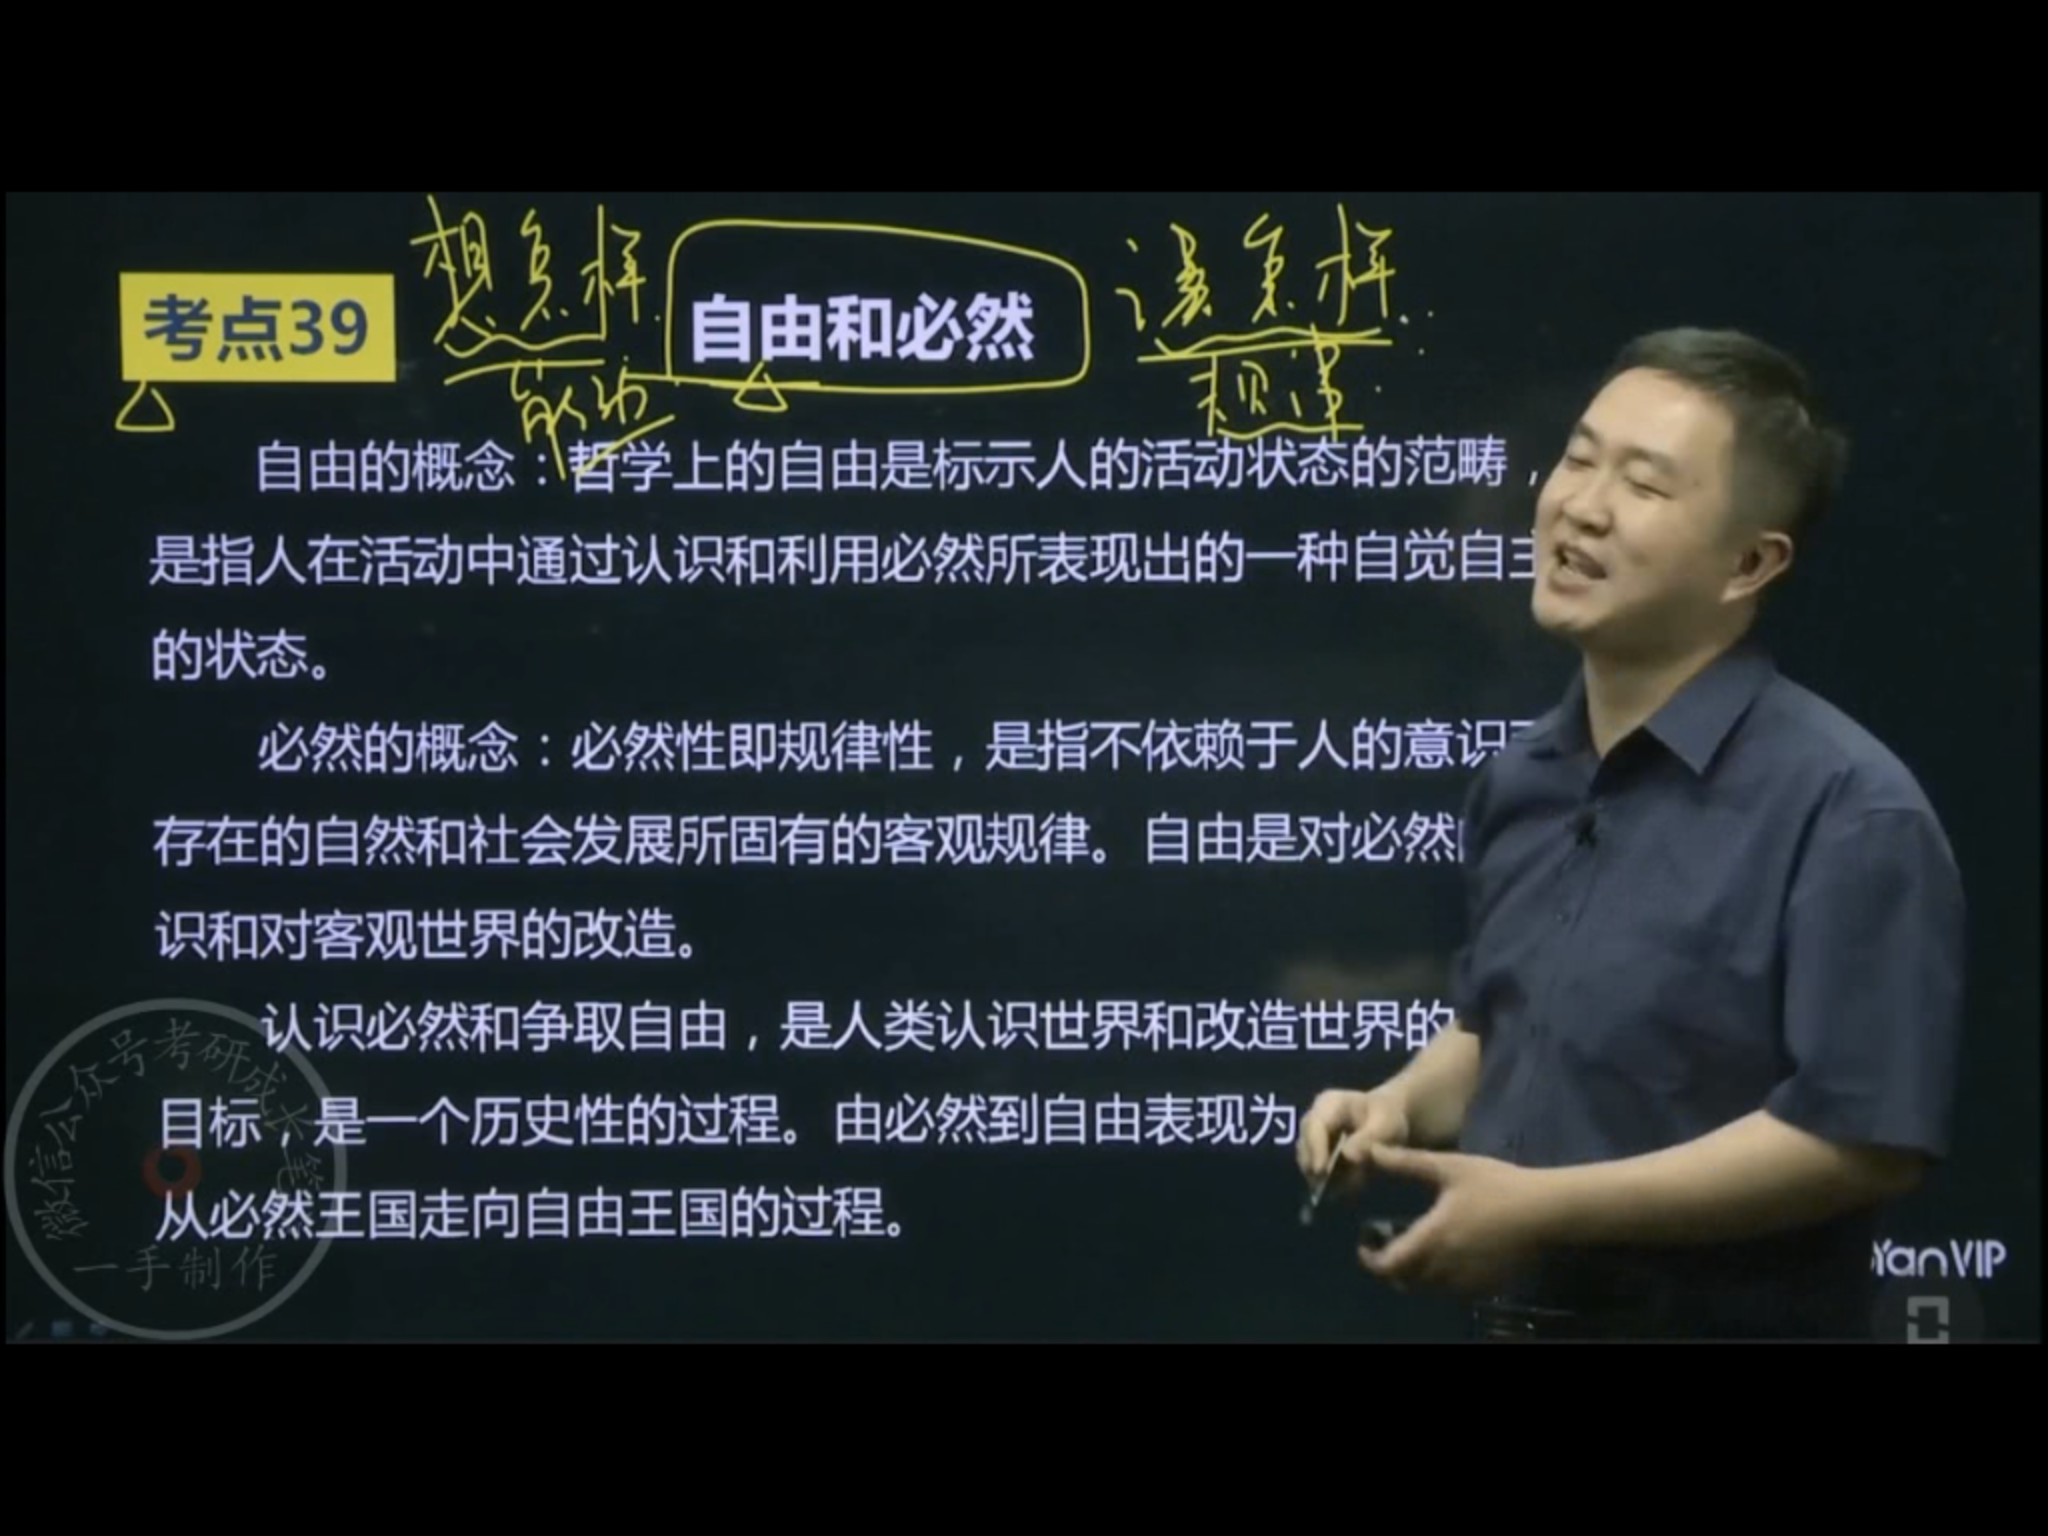 想怎样
该怎样
考点39
自由和必然
能动
规律
自由的概念：哲学上的自由是标示人的活动状态的范畴，
是指人在活动中通过认识和利用必然所表现出的一种自觉自主
的状态。
必然的概念：必然性即规律性，是指不依赖于人的意识
存在的自然和社会发展所固有的客观规律。自由是对必然
识和对客观世界的改造。
认识必然和争取自由，是人类认识世界和改造世界的
目标，是一个历史性的过程。由必然到自由表现为
从必然王国走向自由王国的过程。
微信公众号考研成长笔
一手制作
YanVIP